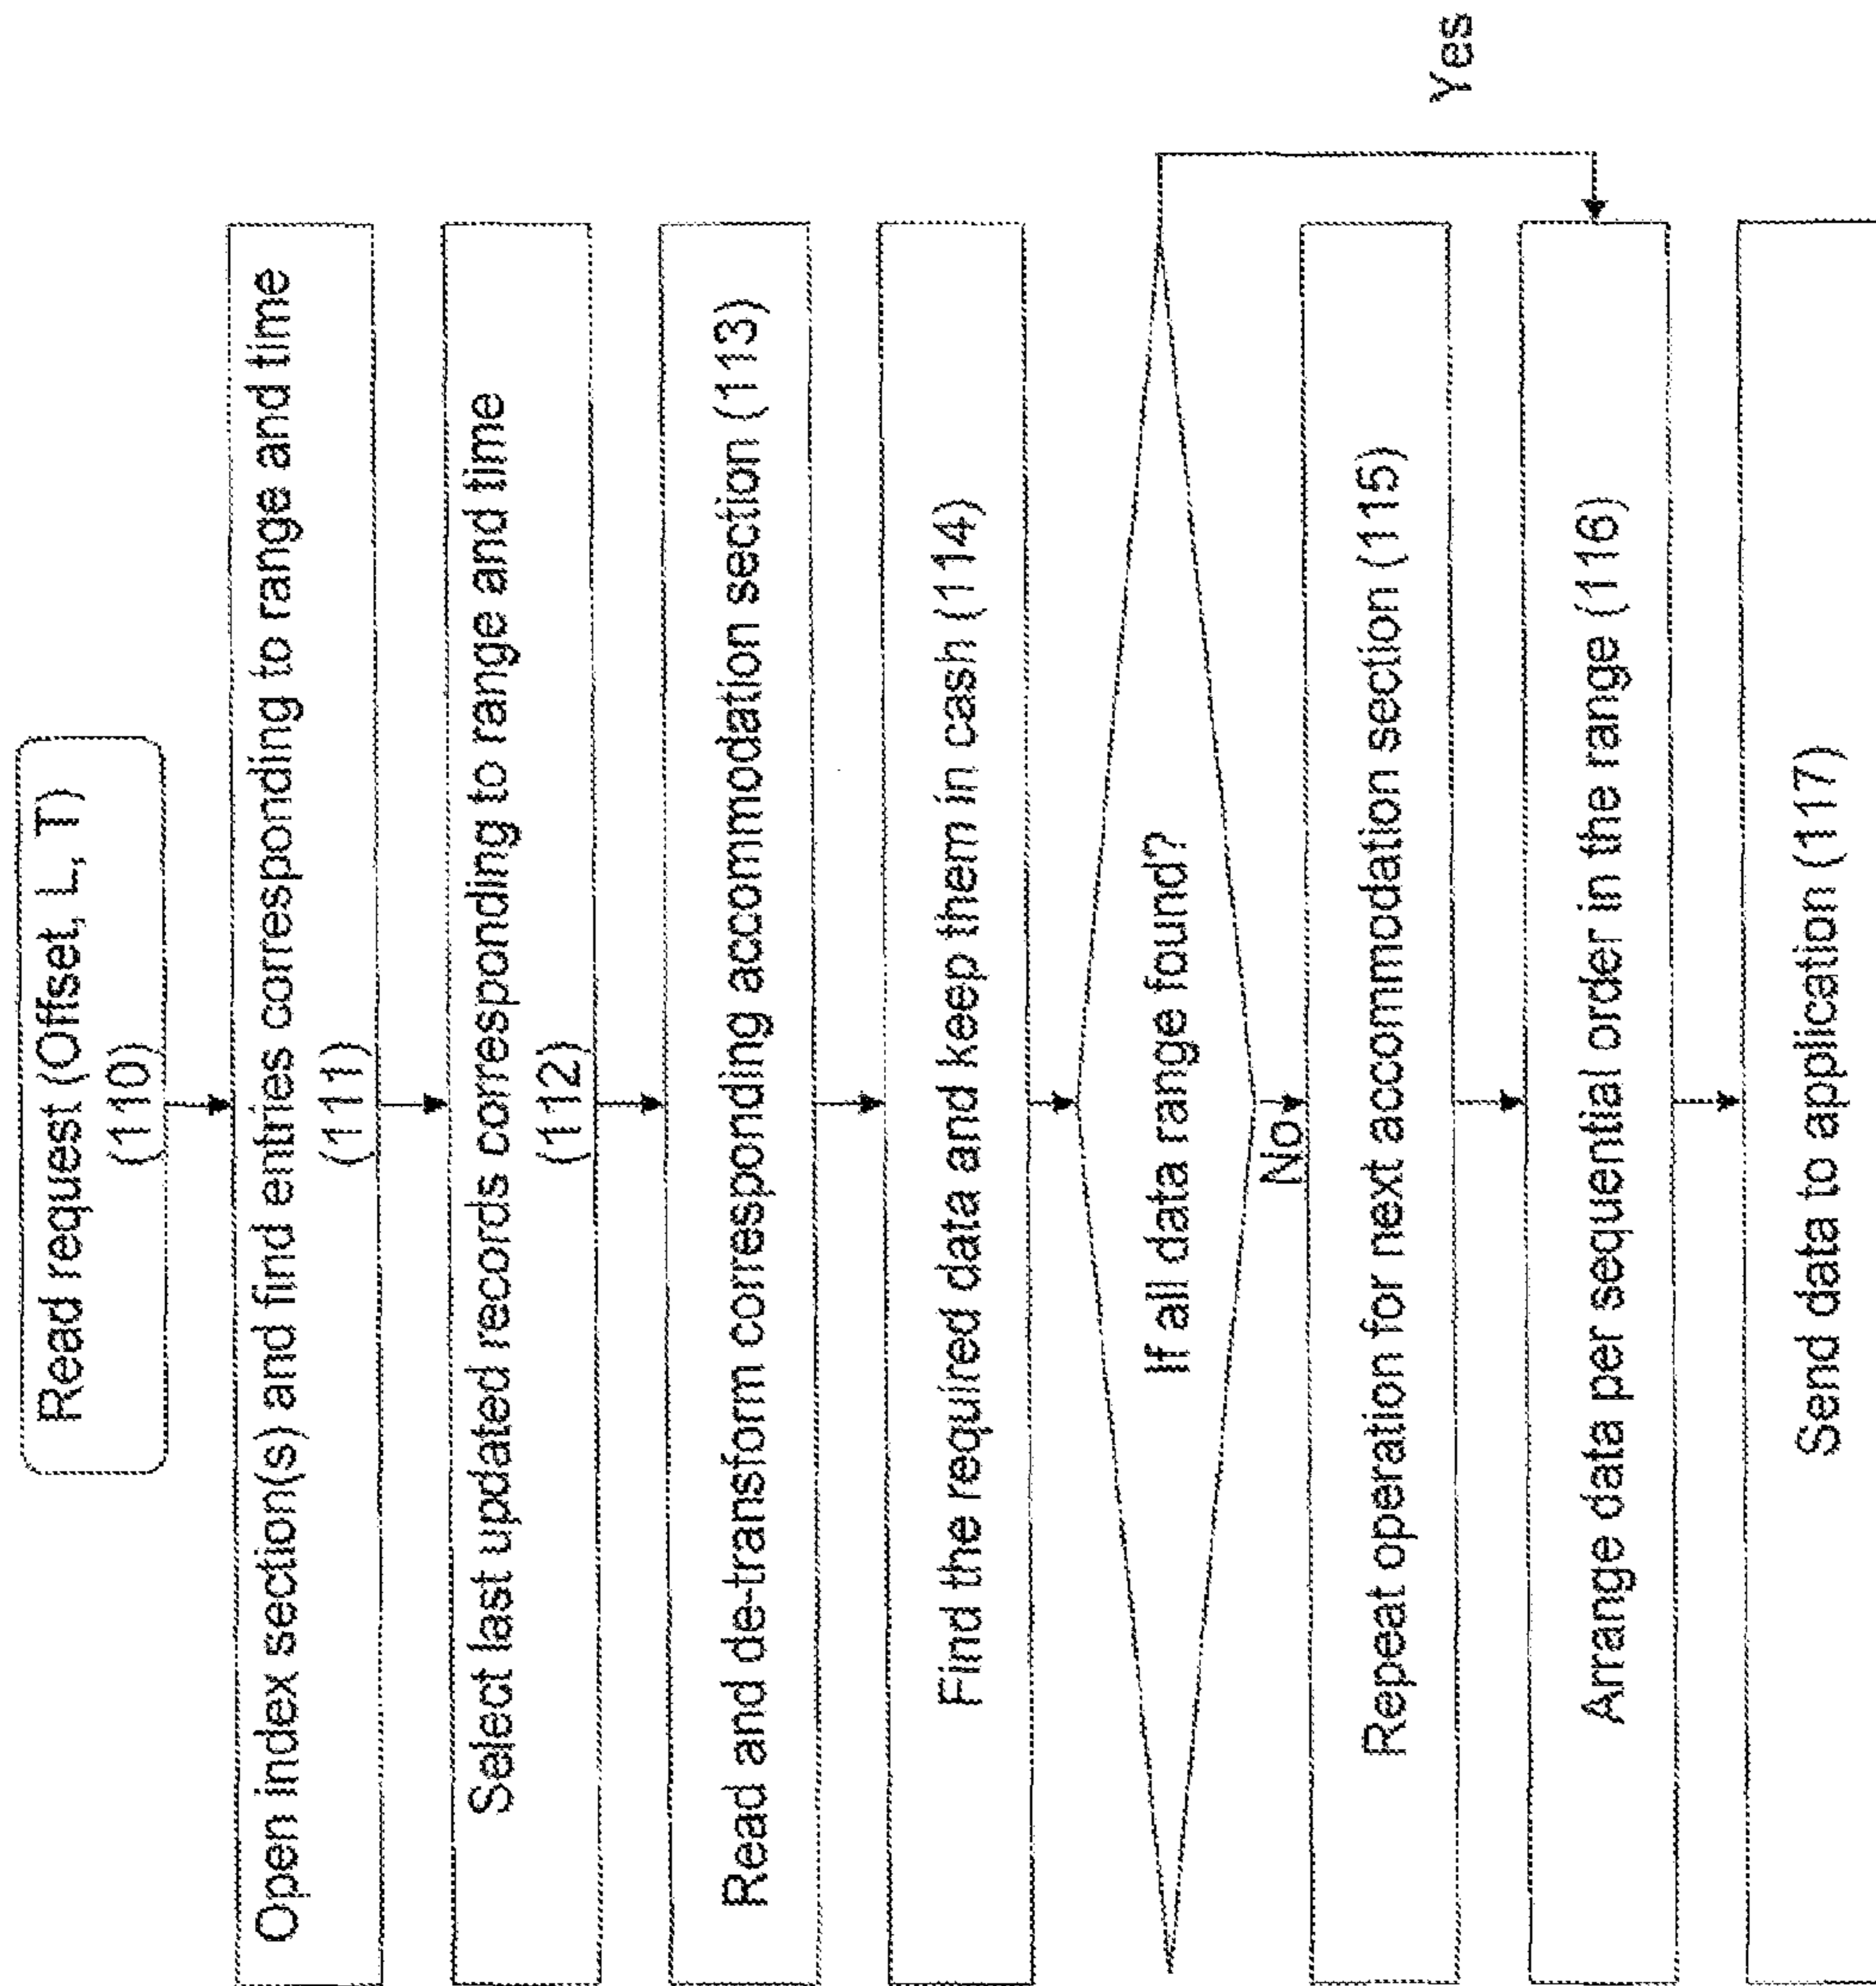 Read request (Offset, L, T)
(110)
Open index section(s) and find entries corresponding to range and time
(111)
Select last updated records corresponding to range and time
(112)
Read and de-transform corresponding accommodation section (113)
Find the required data and keep them in cash (114)
If all data range found?
Yes
No
Repeat operation for next accommodation section (115)
Arrange data per sequential order in the range (116)
Send data to application (117)